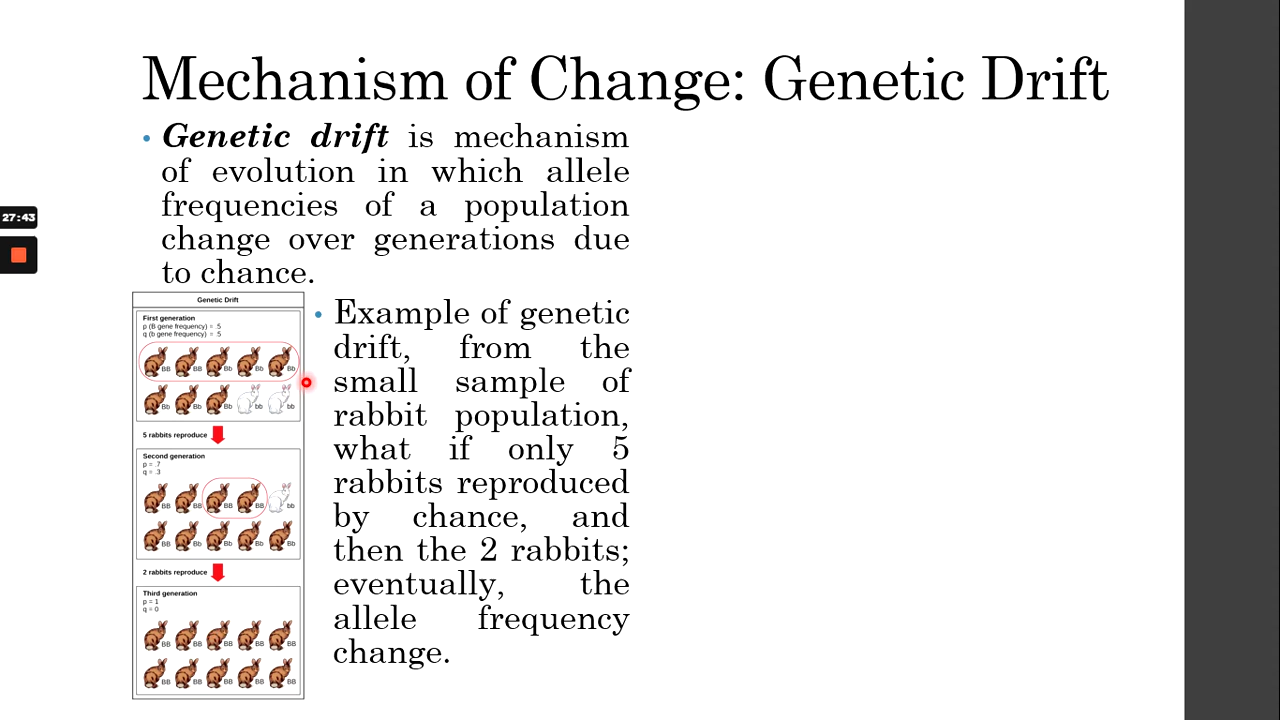 Mechanism of Change: Genetic Drift
• Genetic drift is mechanism
of evolution in which allele
frequencies of a population
change over generations due
to chance.
27:43
Genetic Drift
First generation
p (B gene frequency) = .5
q (b gene frequency) = .5
BB BB Bb Bb Bb
Bb Bb Bb bb bb
5 rabbits reproduce
Second generation
p = .7
q = .3
BB BB BB BB bb
BB Bb Bb Bb Bb
2 rabbits reproduce
Third generation
p = 1
q = 0
BB BB BB BB BB
BB BB BB BB BB
• Example of genetic
drift, from the
small sample of
rabbit population,
what if only 5
rabbits reproduced
by chance, and
then the 2 rabbits;
eventually, the
allele frequency
change.